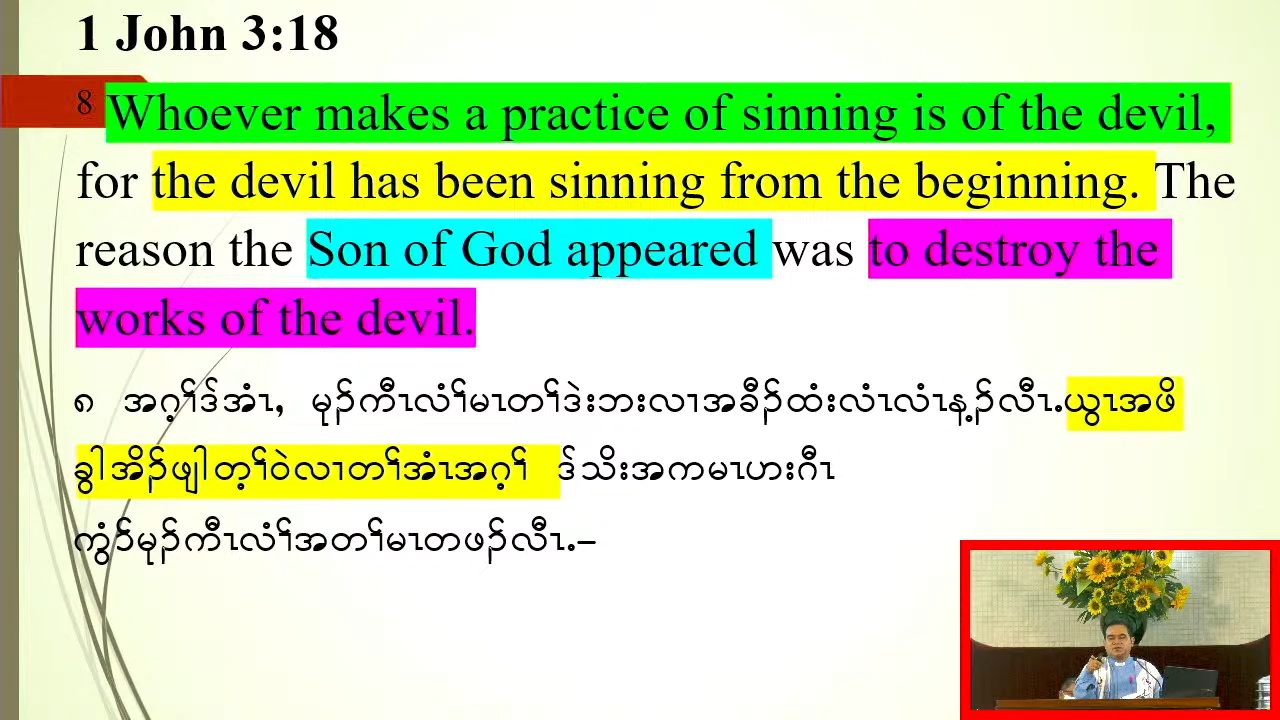 1 John 3:18
8 Whoever makes a practice of sinning is of the devil,
for the devil has been sinning from the beginning. The
reason the Son of God appeared was to destroy the
works of the devil.
၈ အဂ့ၢ်ဒ်အံၤ, မုၣ်ကီၤလံၢ်မၤတၢ်ဒဲးဘးလၢအခီၣ်ထံးလံၤလံၤန့ၣ်လီၤ.ယွၤအဖိ
ခွါအိၣ်ဖျါတ့ၢ်ဝဲလၢတၢ်အံၤအဂ့ၢ် ဒ်သိးအကမၤဟးဂီၤ
ကွံာ်မုၣ်ကီၤလံၢ်အတၢ်မၤတဖၣ်လီၤ.–